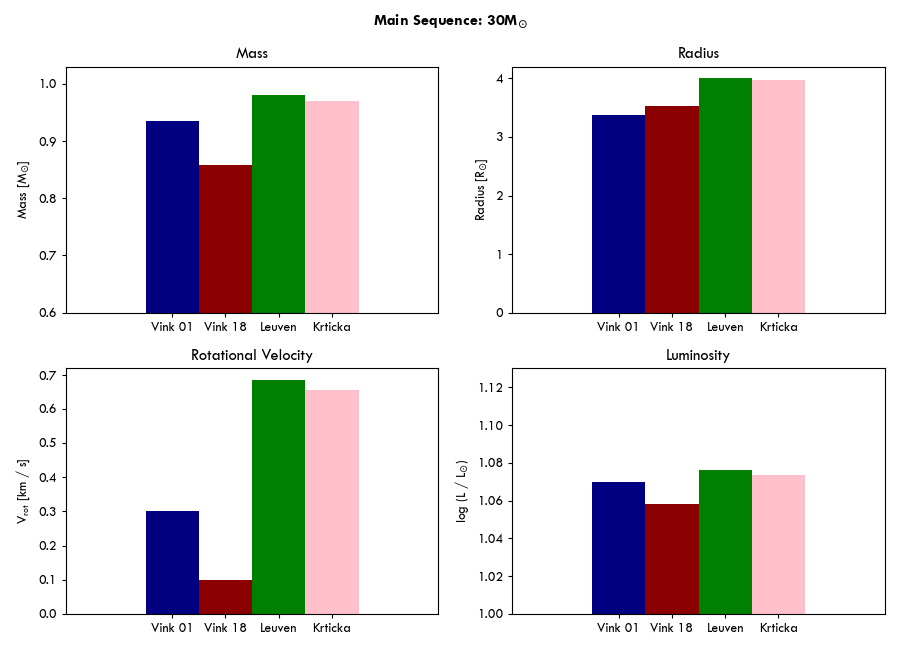 Main Sequence: 30M☉
Mass
Mass [M☉]
1.0
0.9
0.8
0.7
0.6
Vink 01 Vink 18 Leuven Krticka
Radius
Radius [R☉]
4
3
2
1
0
Vink 01 Vink 18 Leuven Krticka
Rotational Velocity
Vrot [km / s]
0.7
0.6
0.5
0.4
0.3
0.2
0.1
0.0
Vink 01 Vink 18 Leuven Krticka
Luminosity
log (L / L☉)
1.12
1.10
1.08
1.06
1.04
1.02
1.00
Vink 01 Vink 18 Leuven Krticka